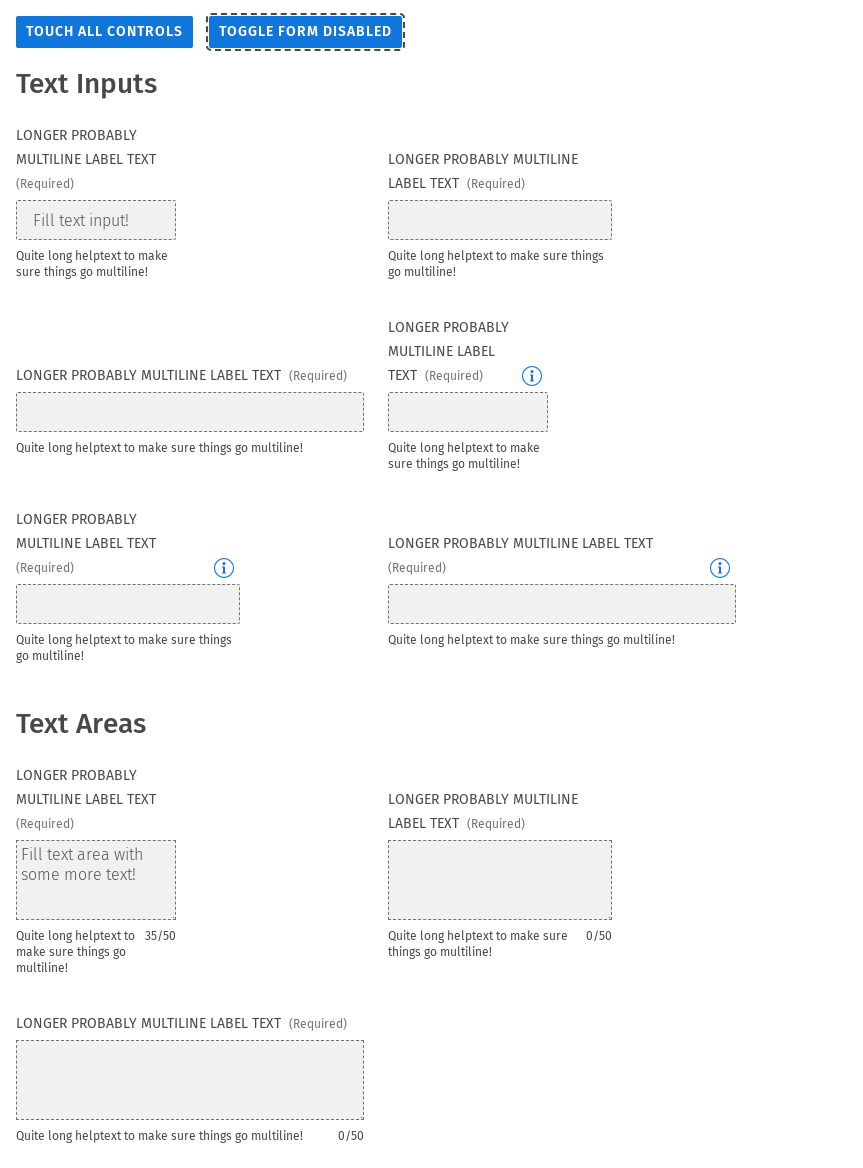 TOUCH ALL CONTROLS
TOGGLE FORM DISABLED
Text Inputs
LONGER PROBABLY
MULTILINE LABEL TEXT
(Required)
Fill text input!
Quite long helptext to make
sure things go multiline!
LONGER PROBABLY MULTILINE
LABEL TEXT (Required)
Quite long helptext to make sure things
go multiline!
LONGER PROBABLY MULTILINE LABEL TEXT (Required)
Quite long helptext to make sure things go multiline!
LONGER PROBABLY
MULTILINE LABEL
TEXT (Required)
Quite long helptext to make
sure things go multiline!
LONGER PROBABLY
MULTILINE LABEL TEXT
(Required)
Quite long helptext to make sure things
go multiline!
LONGER PROBABLY MULTILINE LABEL TEXT
(Required)
Quite long helptext to make sure things go multiline!
Text Areas
LONGER PROBABLY
MULTILINE LABEL TEXT
(Required)
Fill text area with
some more text!
Quite long helptext to 35/50
make sure things go
multiline!
LONGER PROBABLY MULTILINE
LABEL TEXT (Required)
Quite long helptext to make sure 0/50
things go multiline!
LONGER PROBABLY MULTILINE LABEL TEXT (Required)
Quite long helptext to make sure things go multiline! 0/50